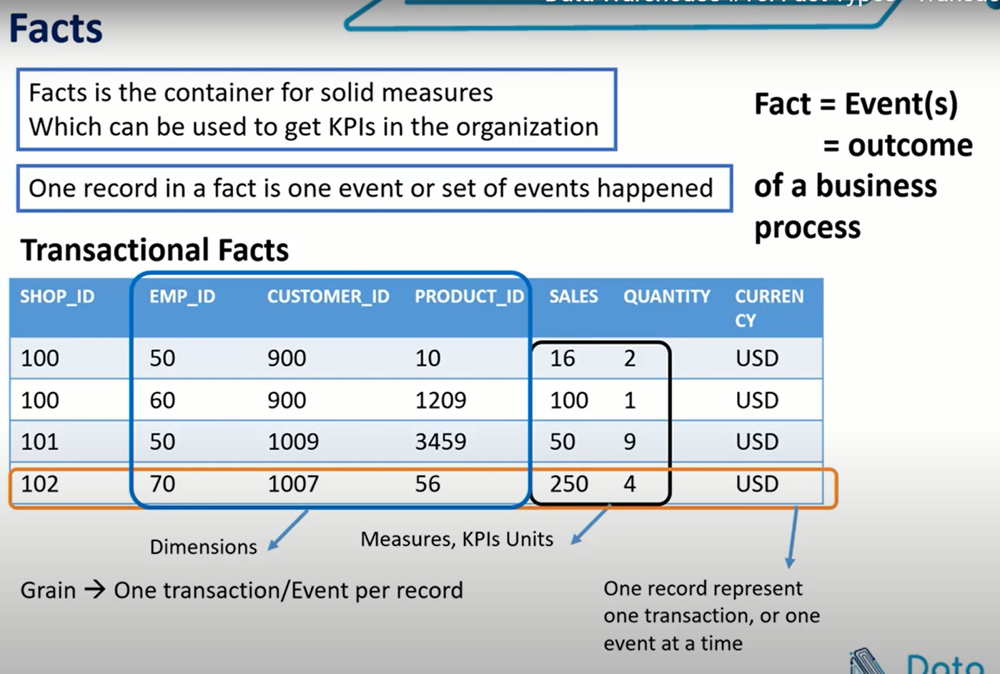 Facts
Facts is the container for solid measures
Which can be used to get KPIs in the organization
One record in a fact is one event or set of events happened
Fact = Event(s)
= outcome
of a business
process
Transactional Facts
SHOP_ID EMP_ID CUSTOMER_ID PRODUCT_ID SALES QUANTITY CURREN
CY
100 50 900 10 16 2 USD
100 60 900 1209 100 1 USD
101 50 1009 3459 50 9 USD
102 70 1007 56 250 4 USD
Dimensions
Measures, KPIs Units
Grain → One transaction/Event per record
One record represent
one transaction, or one
event at a time
Data